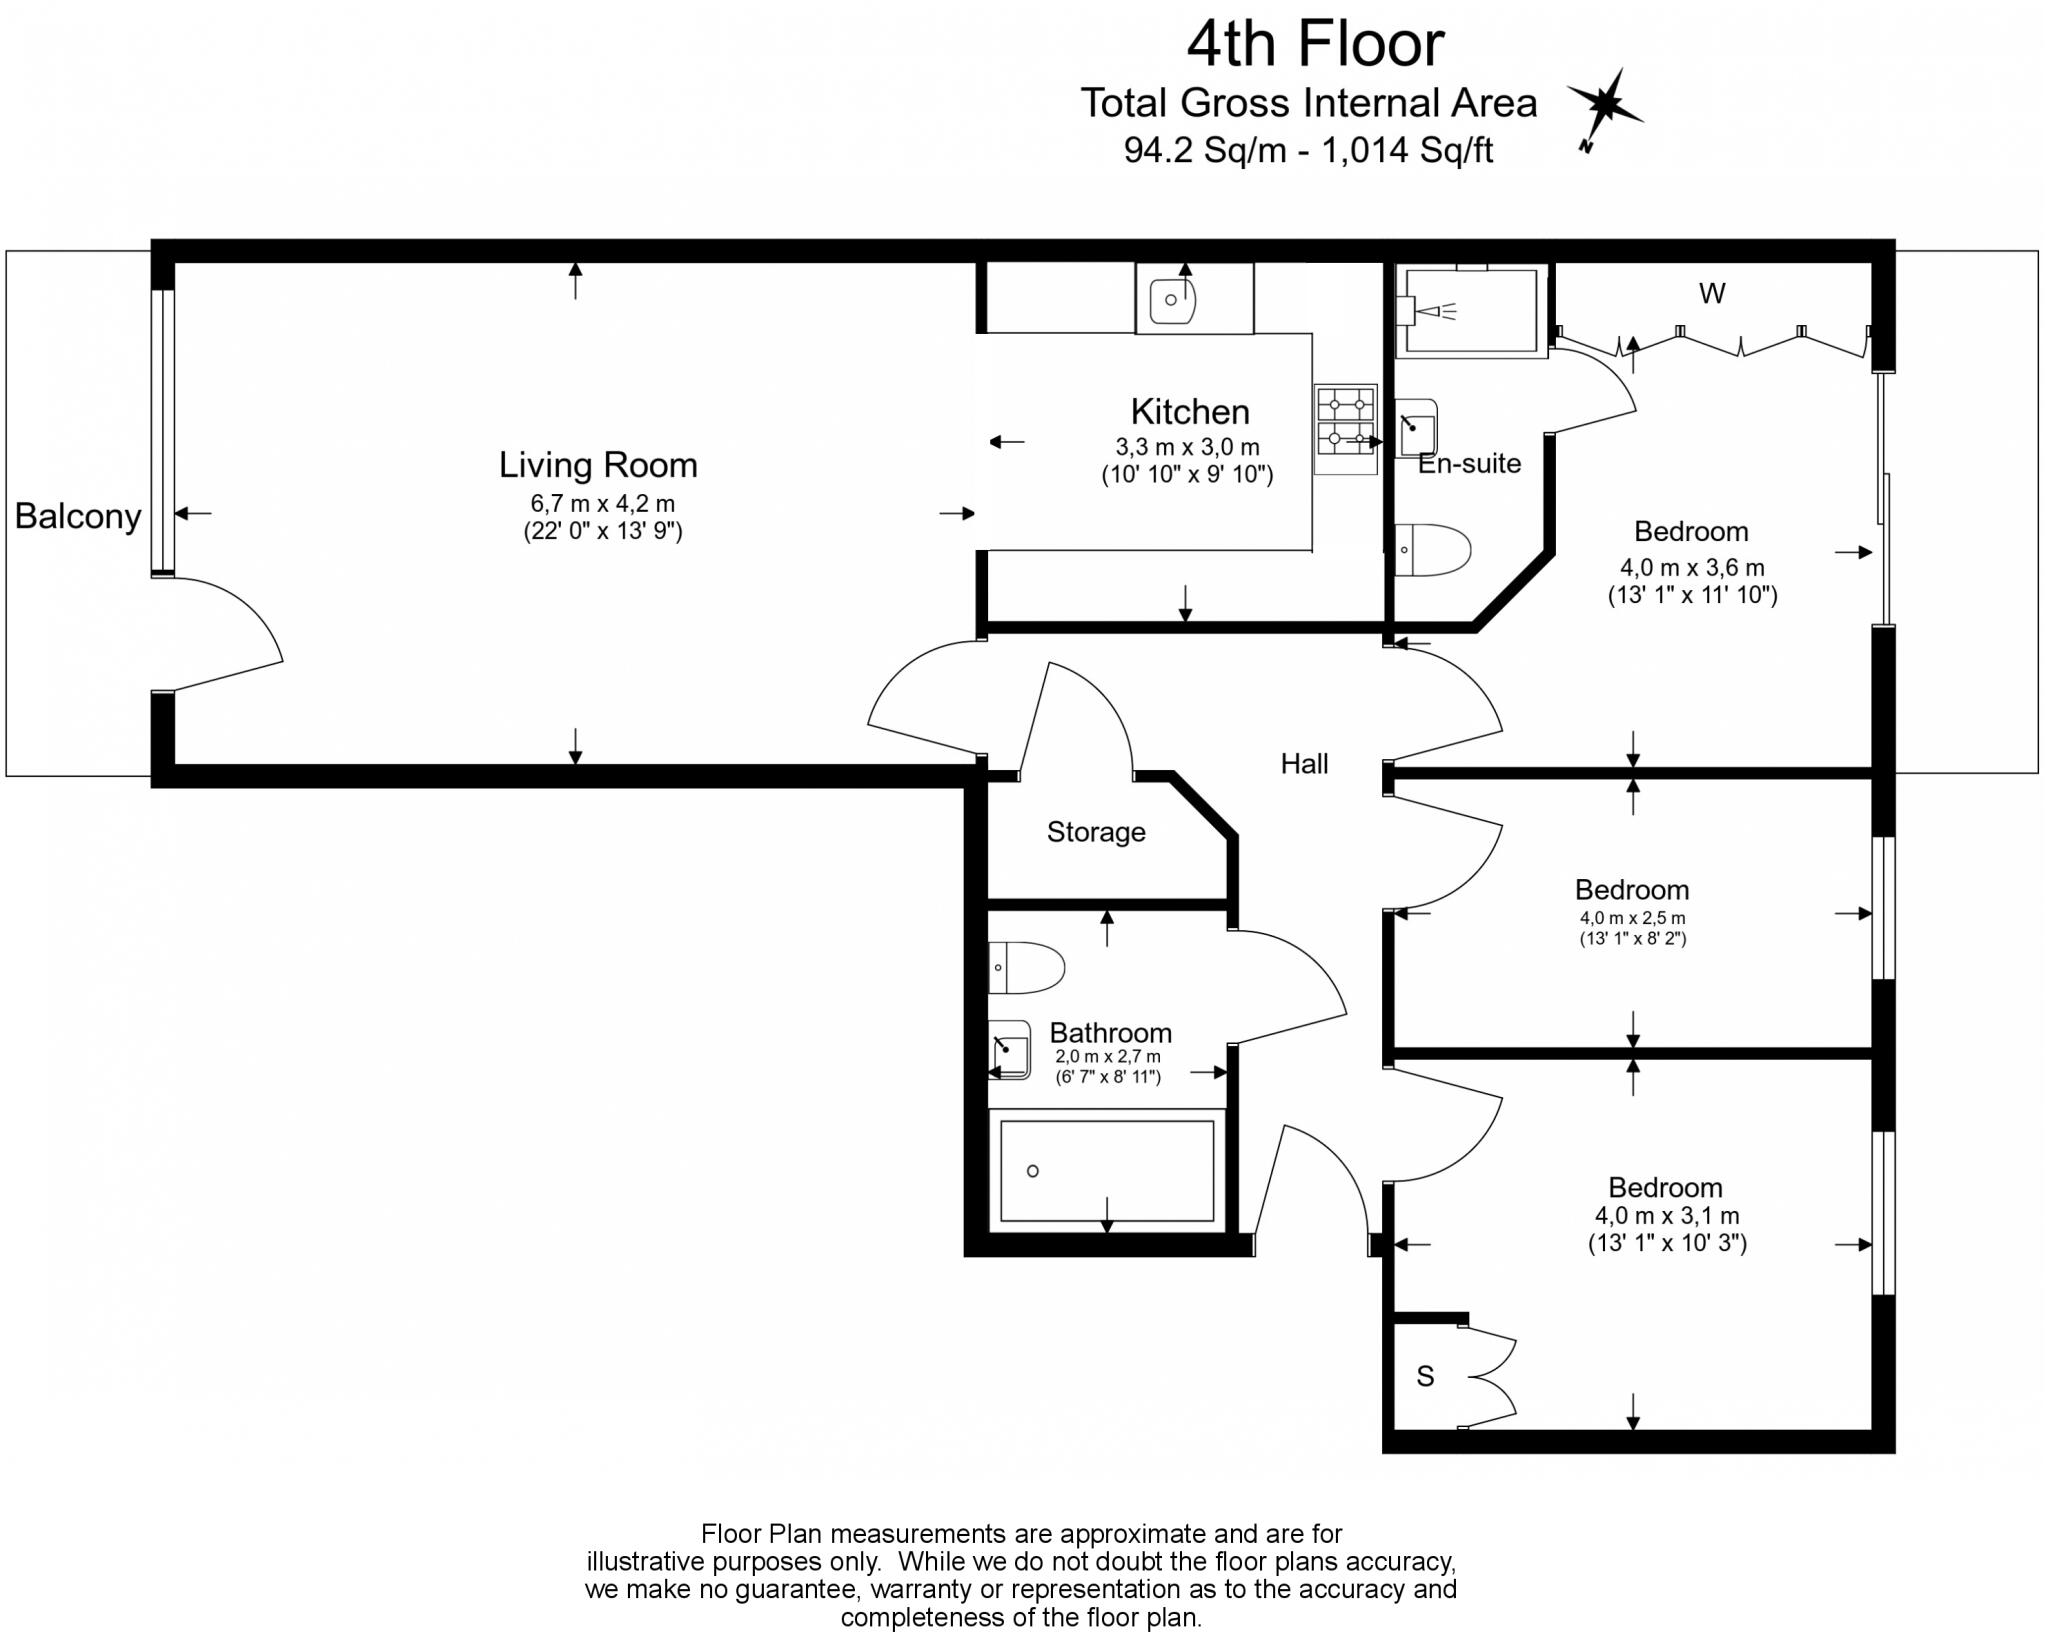 4th Floor
Total Gross Internal Area
94.2 Sq/m - 1,014 Sq/ft
N
W
Kitchen
3,3 m x 3,0 m
(10' 10" x 9' 10")
Living Room
6,7 m x 4,2 m
(22' 0" x 13' 9")
En-suite
Balcony
Bedroom
4,0 m x 3,6 m
(13' 1" x 11' 10")
Hall
Storage
Bedroom
4,0 m x 2,5 m
(13' 1" x 8' 2")
Bathroom
2,0 m x 2,7 m
(6' 7" x 8' 11")
Bedroom
4,0 m x 3,1 m
(13' 1" x 10' 3")
S
Floor Plan measurements are approximate and are for
illustrative purposes only.  While we do not doubt the floor plans accuracy,
we make no guarantee, warranty or representation as to the accuracy and
completeness of the floor plan.